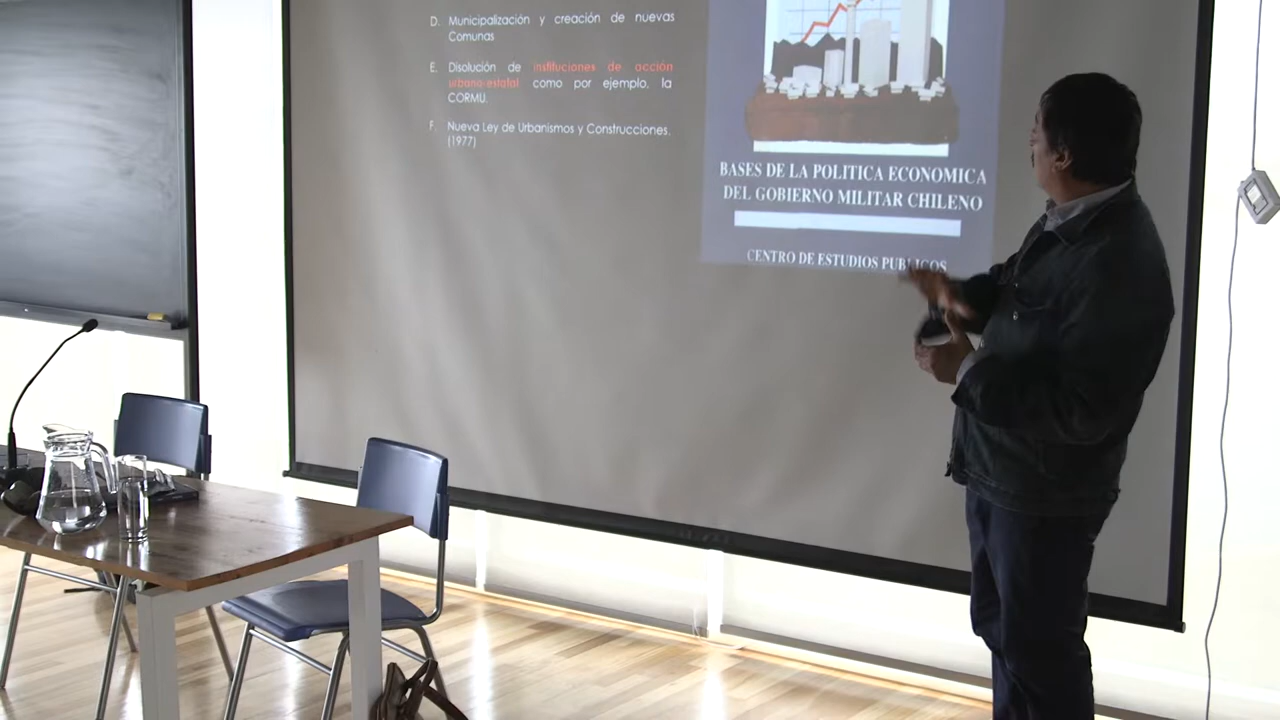 D. Municipalización y creación de nuevas
Comunas
E. Disolución de instituciones de acción
urbano-estatal como por ejemplo, la
CORMU.
F. Nueva Ley de Urbanismos y Construcciones.
(1977)
BASES DE LA POLITICA ECONOMICA
DEL GOBIERNO MILITAR CHILENO
CENTRO DE ESTUDIOS PUBLICOS